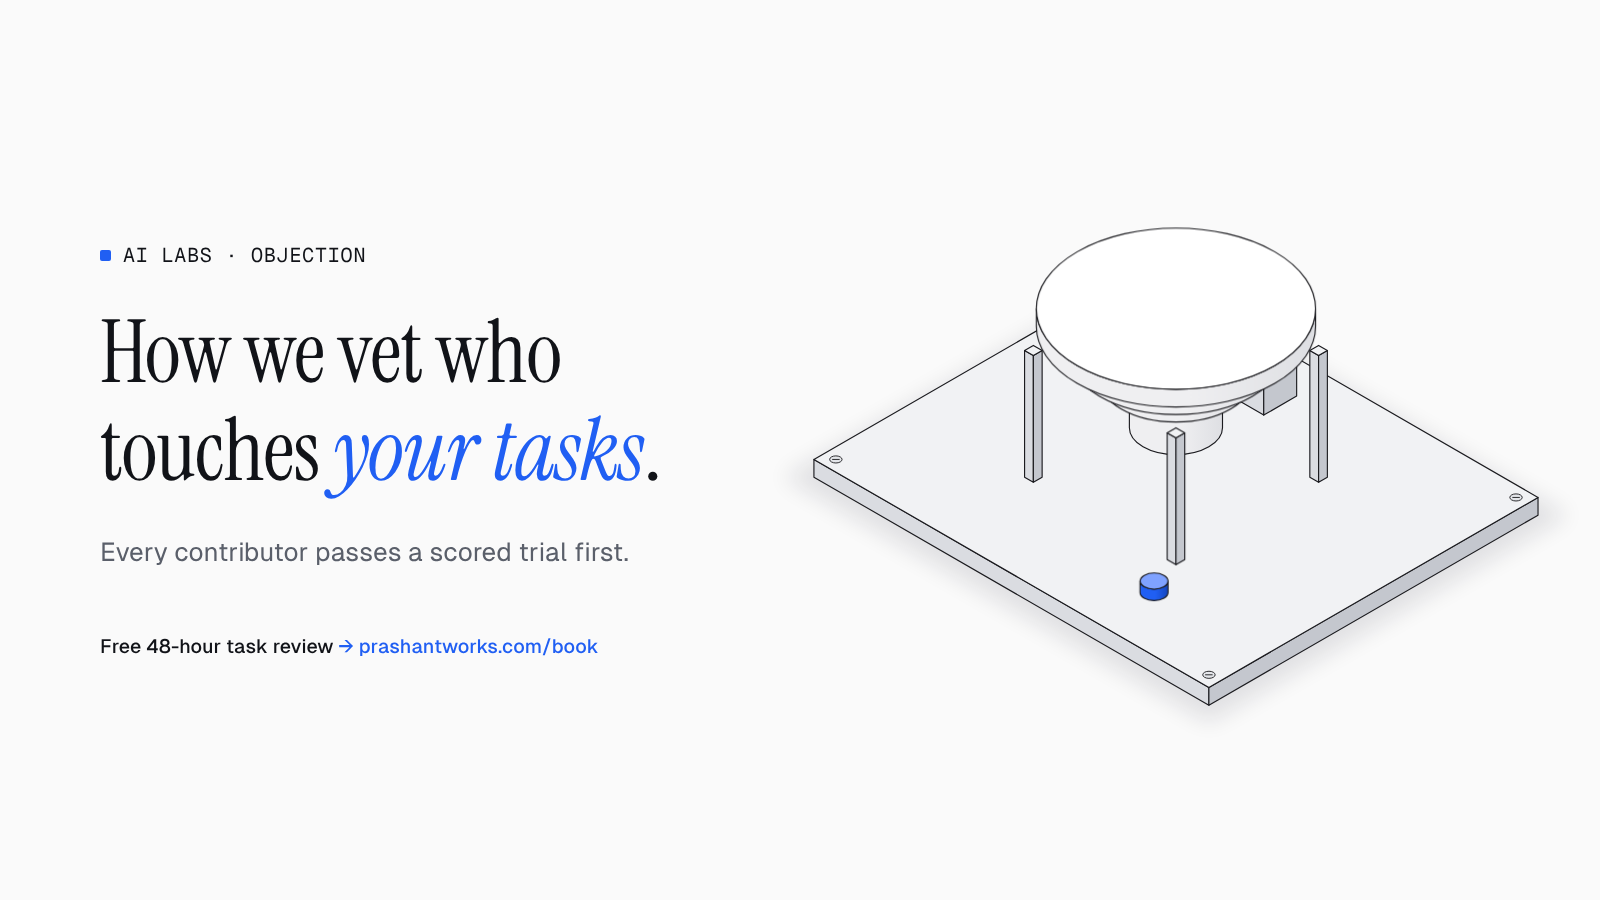 AI LABS · OBJECTION
How we vet who
touches your tasks.
Every contributor passes a scored trial first.
Free 48-hour task review → prashantworks.com/book